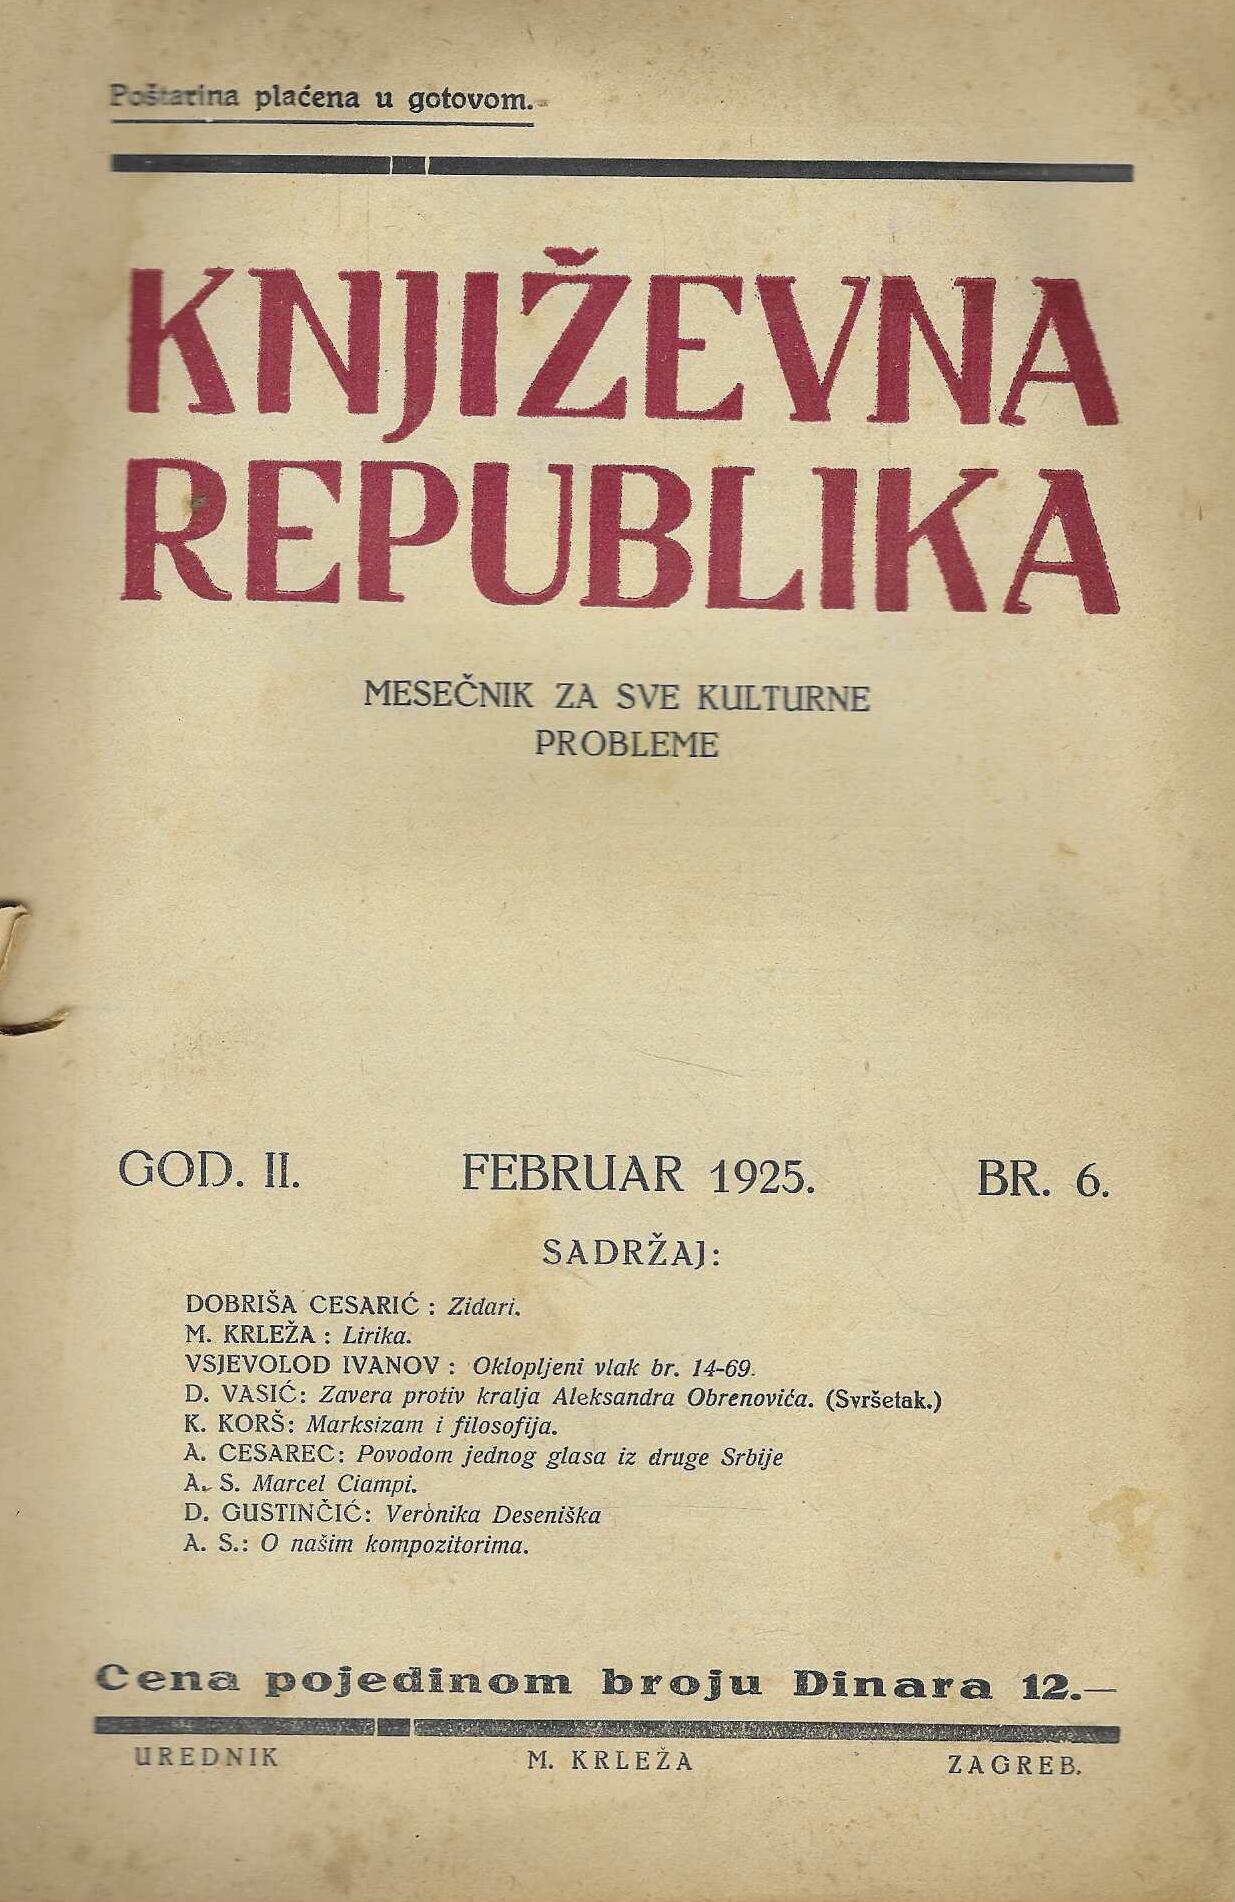 Poštarina plaćena u gotovom.-
KNJIŽEVNA
REPUBLIKA
MESEČNIK ZA SVE KULTURNE
PROBLEME
GOD. II. FEBRUAR 1925. BR. 6.
SADRŽAJ:
DOBRIŠA CESARIĆ : Zidari.
M. KRLEŽA : Lirika.
VSJEVOLOD IVANOV : Oklopljeni vlak br. 14-69.
D. VASIĆ: Zavera protiv kralja Aleksandra Obrenovića. (Svršetak.)
K. KORŠ: Marksizam i filosofija.
A. CESAREC: Povodom jednog glasa iz druge Srbije
A. S. Marcel Ciampi.
D. GUSTINČIĆ: Veronika Deseniška
A. S.: O našim kompozitorima.
Cena pojedinom broju Dinara 12.—
UREDNIK M. KRLEŽA ZAGREB.